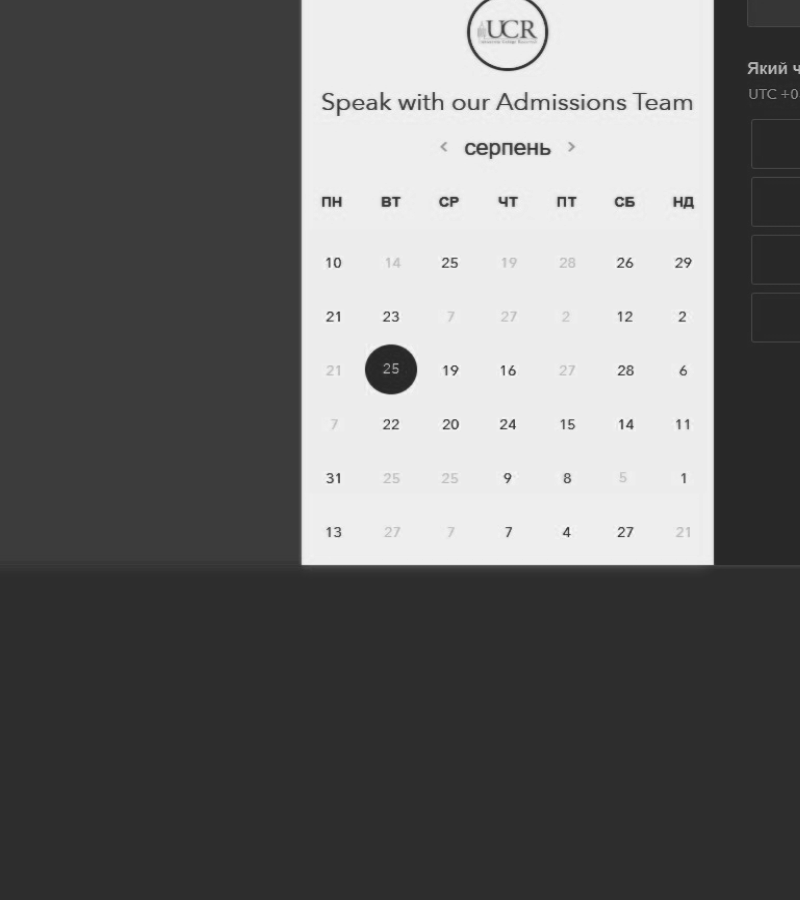 UCR
Speak with our Admissions Team
< серпень >
ПН ВТ СР ЧТ ПТ СБ НД
10 14 25 19 28 26 29
21 23 7 27 2 12 2
21 25 19 16 27 28 6
7 22 20 24 15 14 11
31 25 25 9 8 5 1
13 27 7 7 4 27 21
Який ч
UTC +0